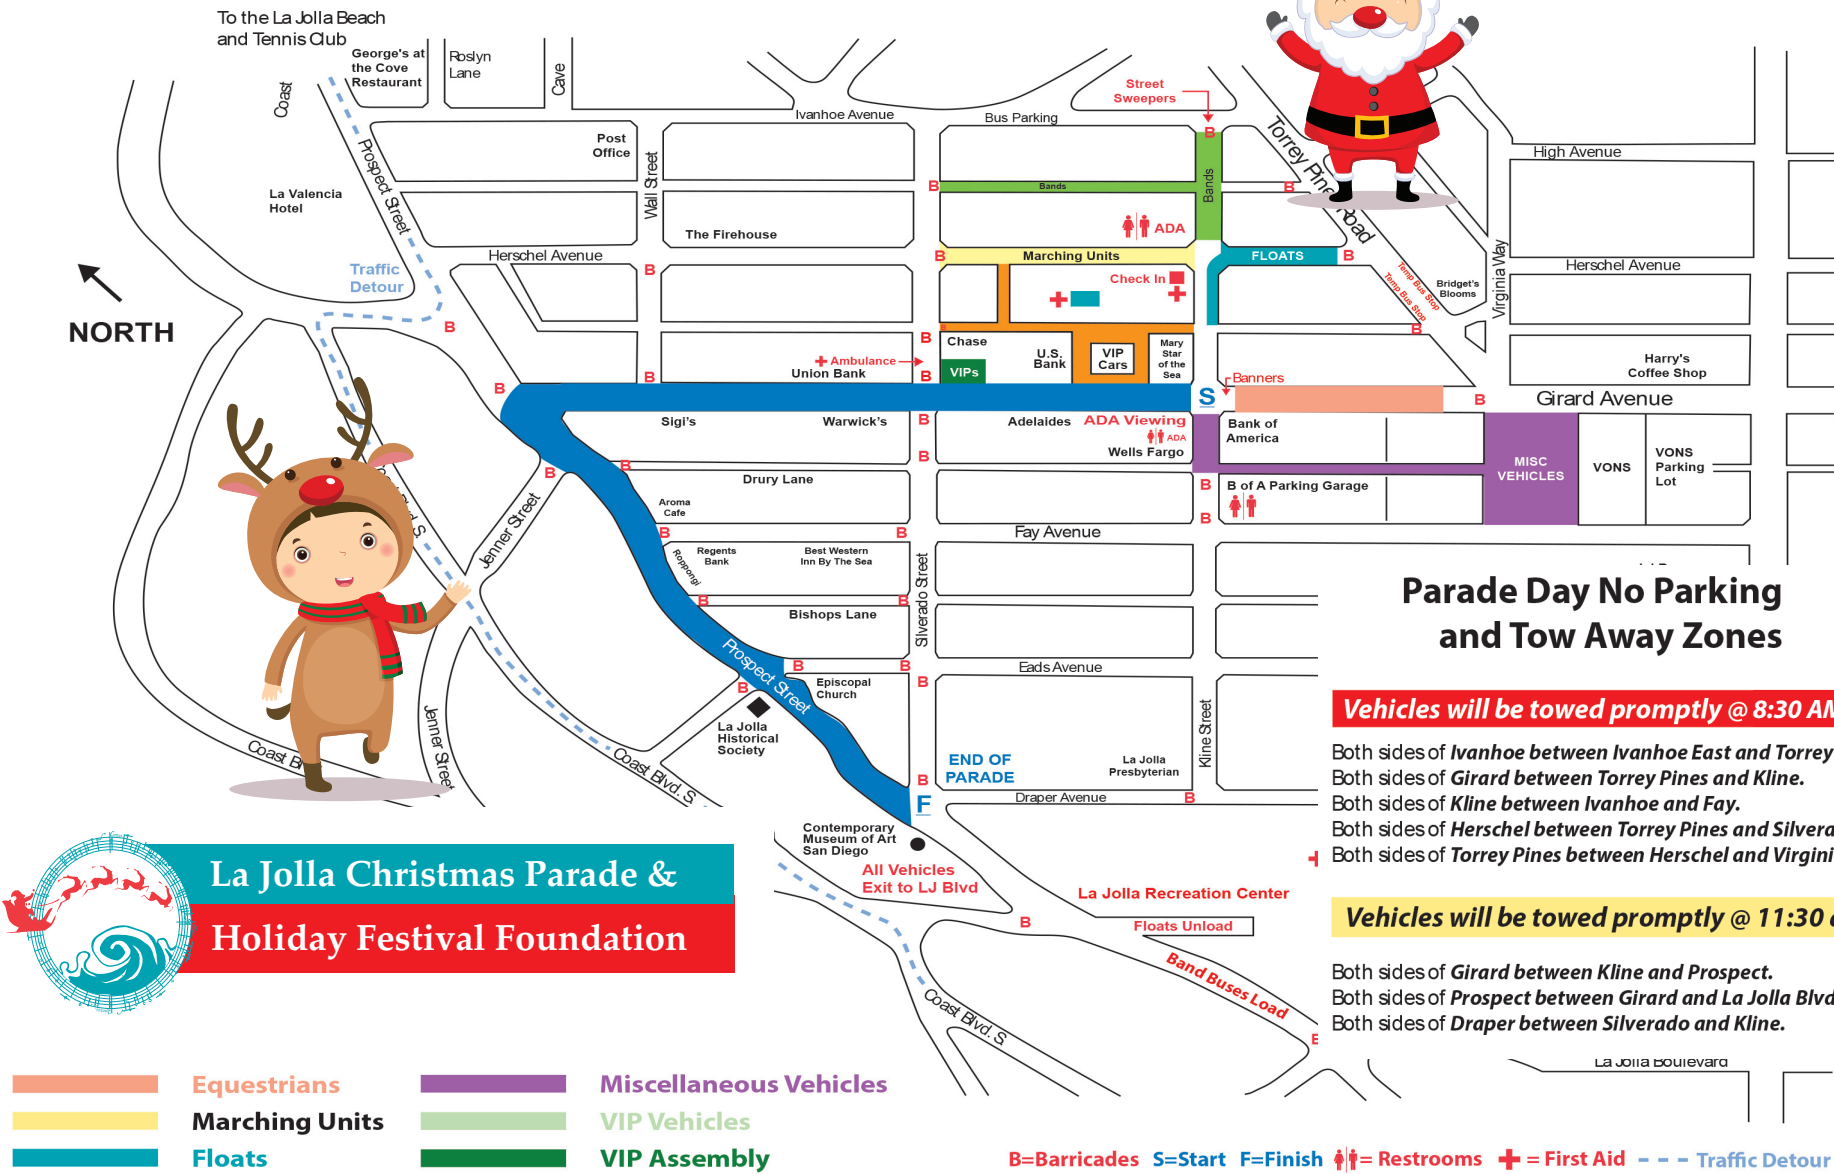 To the La Jolla Beach
and Tennis Club
George's at
the Cove
Restaurant
Roslyn
Lane
Cave
Coast
Street
Sweepers
Ivanhoe Avenue
Bus Parking
B
Post
Office
Prospect Street
Wall Street
La Valencia
Hotel
The Firehouse
B
Bands
Bands
B
Torrey Pines Road
High Avenue
ADA
Herschel Avenue
B
B
Marching Units
FLOATS
B
Herschel Avenue
Virginia Way
Traffic
Detour
Check In
Temp Bus Stop
Temp Bus Stop
Bridget's
Blooms
NORTH
B
B
B
B
Chase
Ambulance
Union Bank
B
B
B
VIPs
U.S.
Bank
VIP
Cars
Mary
Star
of the
Sea
Harry's
Coffee Shop
Banners
S
B
Girard Avenue
Sigi's
Warwick's
B
Adelaides
ADA Viewing
ADA
Wells Fargo
B
Bank of
America
MISC
VEHICLES
VONS
VONS
Parking
Lot
B
B
Drury Lane
B
B of A Parking Garage
B
Aroma
Cafe
Jenner Street
B
B
Fay Avenue
Roppongi
Regents
Bank
Best Western
Inn By The Sea
Silverado Street
B
B
Bishops Lane
Blvd. S.
Prospect Street
B
B
Eads Avenue
B
B
Episcopal
Church
La Jolla
Historical
Society
Jenner Street
Kline Street
Coast Bl
Coast Blvd. S.
END OF
PARADE
La Jolla
Presbyterian
B
F
Draper Avenue
B
Contemporary
Museum of Art
San Diego
All Vehicles
Exit to LJ Blvd
B
La Jolla Recreation Center
Floats Unload
Band Buses Load
Coast Blvd. S.
La Jolla Boulevard
Parade Day No Parking
and Tow Away Zones
Vehicles will be towed promptly @ 8:30 AM
Both sides of Ivanhoe between Ivanhoe East and Torrey
Both sides of Girard between Torrey Pines and Kline.
Both sides of Kline between Ivanhoe and Fay.
Both sides of Herschel between Torrey Pines and Silvera
Both sides of Torrey Pines between Herschel and Virgini
Vehicles will be towed promptly @ 11:30
Both sides of Girard between Kline and Prospect.
Both sides of Prospect between Girard and La Jolla Blvd
Both sides of Draper between Silverado and Kline.
La Jolla Christmas Parade &
Holiday Festival Foundation
Equestrians
Marching Units
Floats
Miscellaneous Vehicles
VIP Vehicles
VIP Assembly
B=Barricades S=Start F=Finish = Restrooms = First Aid Traffic Detour